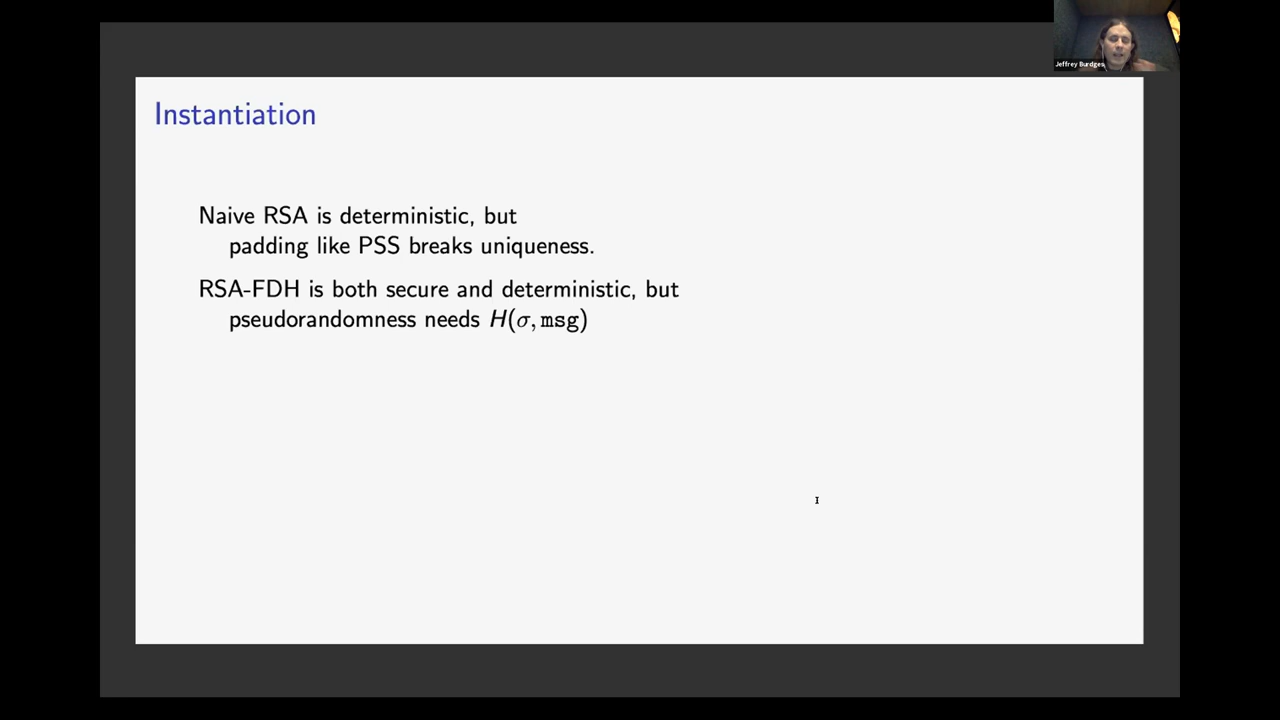 Jeffrey Burdges
Instantiation
Naive RSA is deterministic, but
padding like PSS breaks uniqueness.
RSA-FDH is both secure and deterministic, but
pseudorandomness needs H(σ, msg)